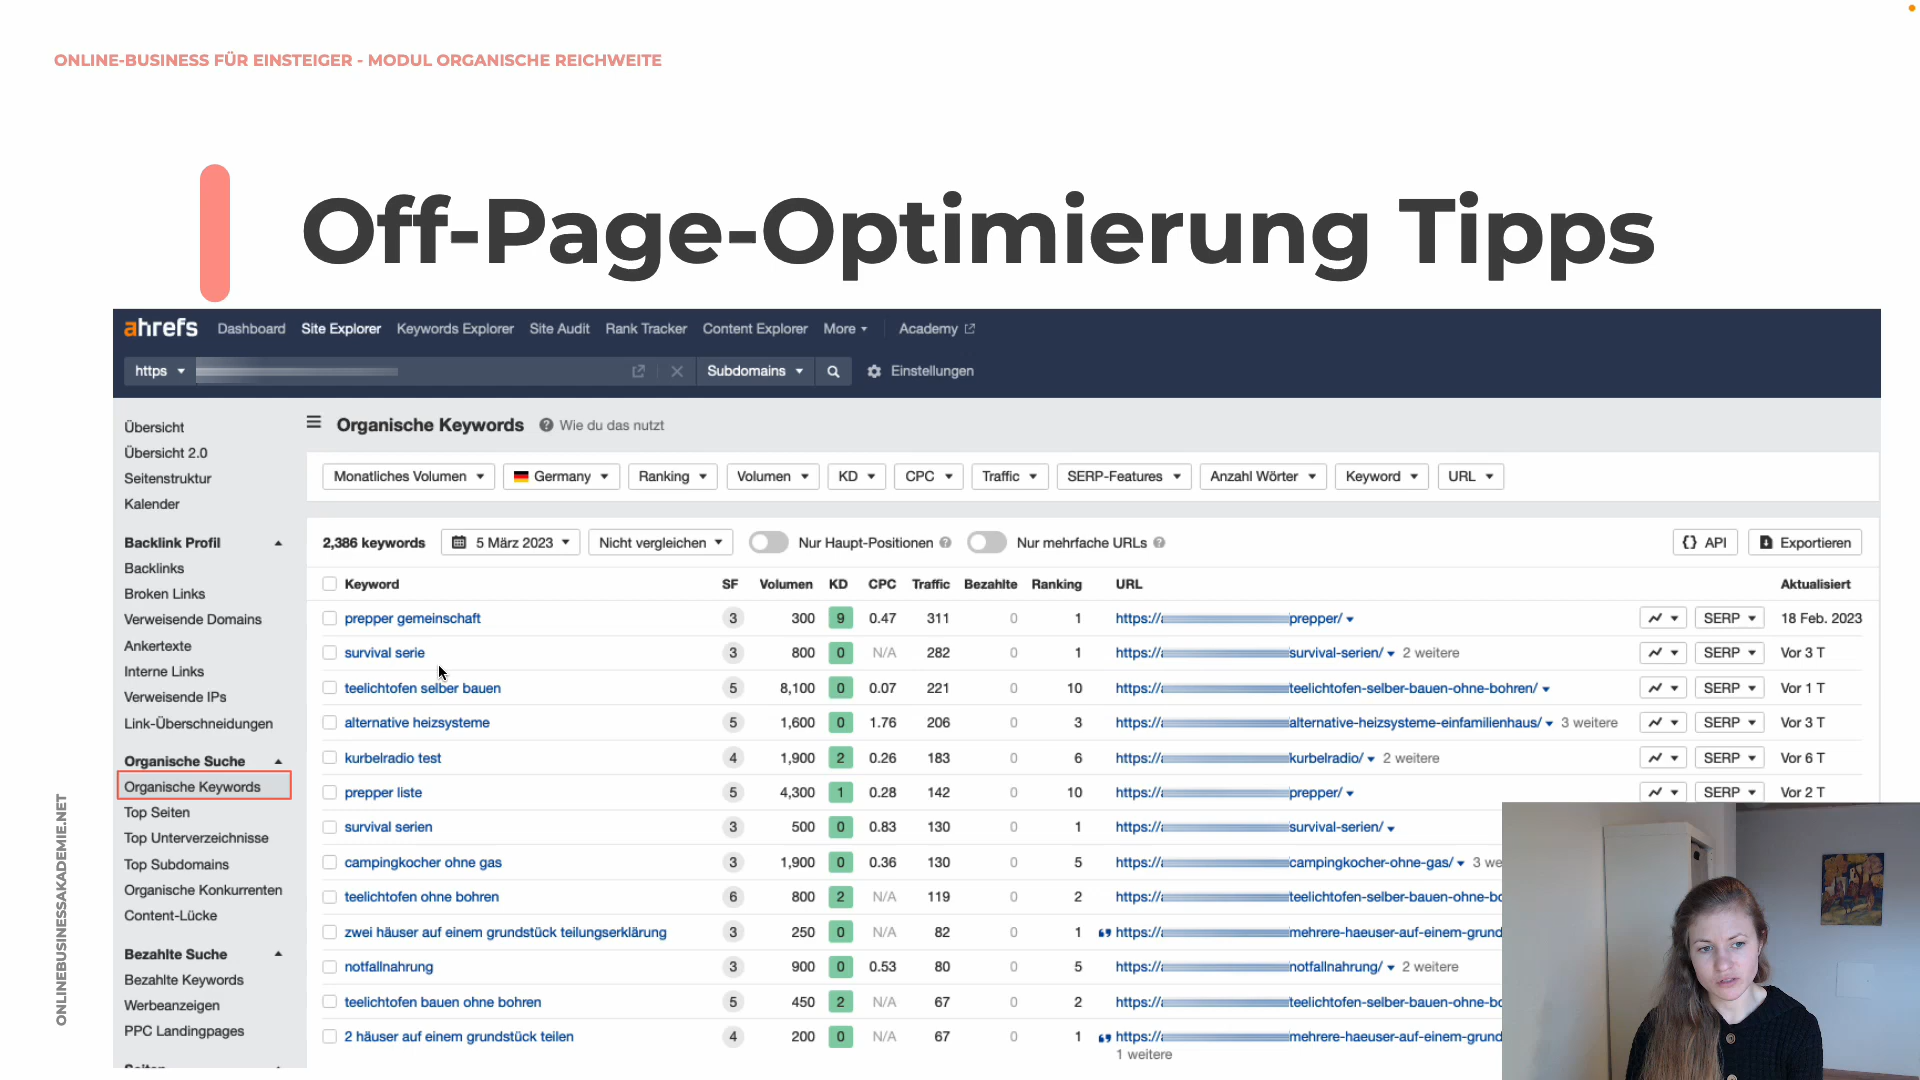 ONLINE-BUSINESS FÜR EINSTEIGER - MODUL ORGANISCHE REICHWEITE
Off-Page-Optimierung Tipps
ahrefs Dashboard Site Explorer Keywords Explorer Site Audit Rank Tracker Content Explorer More Academy
https Subdomains Einstellungen
Übersicht
Übersicht 2.0
Seitenstruktur
Kalender
Backlink Profil
Backlinks
Broken Links
Verweisende Domains
Ankertexte
Interne Links
Verweisende IPs
Link-Überschneidungen
Organische Suche
Organische Keywords
Top Seiten
Top Unterverzeichnisse
Top Subdomains
Organische Konkurrenten
Content-Lücke
Bezahlte Suche
Bezahlte Keywords
Werbeanzeigen
PPC Landingpages
Organische Keywords ? Wie du das nutzt
Monatliches Volumen Germany Ranking Volumen KD CPC Traffic SERP-Features Anzahl Wörter Keyword URL
2,386 keywords 5 März 2023 Nicht vergleichen Nur Haupt-Positionen ? Nur mehrfache URLs ? {} API Exportieren
Keyword SF Volumen KD CPC Traffic Bezahlte Ranking URL Aktualisiert
prepper gemeinschaft 3 300 9 0.47 311 0 1 https:// prepper/ SERP 18 Feb. 2023
survival serie 3 800 0 N/A 282 0 1 https:// survival-serien/ 2 weitere SERP Vor 3 T
teelichtofen selber bauen 5 8,100 0 0.07 221 0 10 https:// teelichtofen-selber-bauen-ohne-bohren/ SERP Vor 1 T
alternative heizsysteme 5 1,600 0 1.76 206 0 3 https:// alternative-heizsysteme-einfamilienhaus/ 3 weitere SERP Vor 3 T
kurbelradio test 4 1,900 2 0.26 183 0 6 https:// kurbelradio/ 2 weitere SERP Vor 6 T
prepper liste 5 4,300 1 0.28 142 0 10 https:// prepper/ SERP Vor 2 T
survival serien 3 500 0 0.83 130 0 1 https:// survival-serien/
campingkocher ohne gas 3 1,900 0 0.36 130 0 5 https:// campingkocher-ohne-gas/ 3 we
teelichtofen ohne bohren 6 800 2 N/A 119 0 2 https:// teelichtofen-selber-bauen-ohne-bo
zwei häuser auf einem grundstück teilungserklärung 3 250 0 N/A 82 0 1 https:// mehrere-haeuser-auf-einem-grund
notfallnahrung 3 900 0 0.53 80 0 5 https:// notfallnahrung/ 2 weitere
teelichtofen bauen ohne bohren 5 450 2 N/A 67 0 2 https:// teelichtofen-selber-bauen-ohne-bo
2 häuser auf einem grundstück teilen 4 200 0 N/A 67 0 1 https:// mehrere-haeuser-auf-einem-grund
1 weitere
ONLINEBUSINESSAKADEMIE.NET